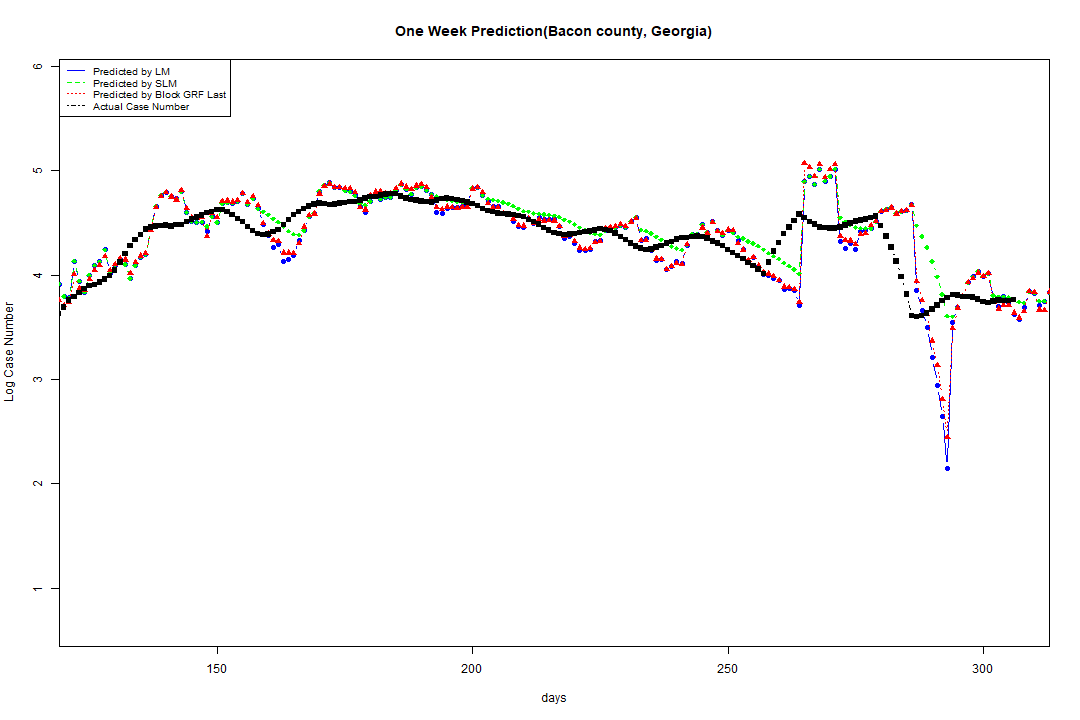 One Week Prediction(Bacon county, Georgia)
Predicted by LM
Predicted by SLM
Predicted by Block GRF Last
Actual Case Number
6
5
4
3
2
1
Log Case Number
150
200
250
300
days